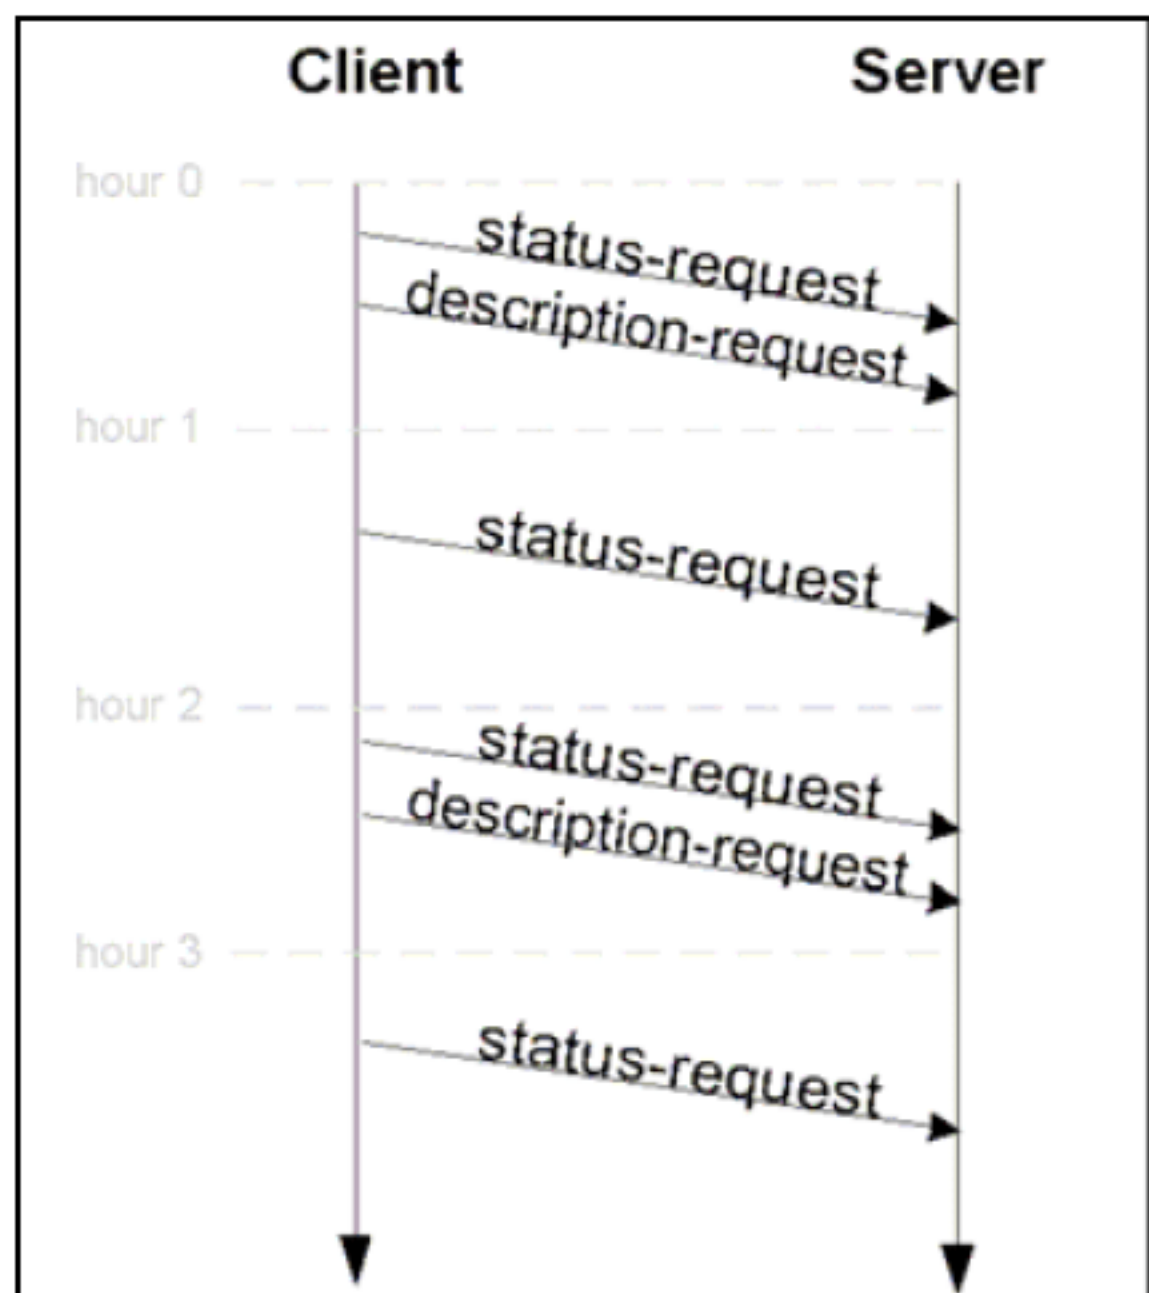 Client Server
hour 0
status-request
description-request
hour 1
status-request
hour 2
status-request
description-request
hour 3
status-request